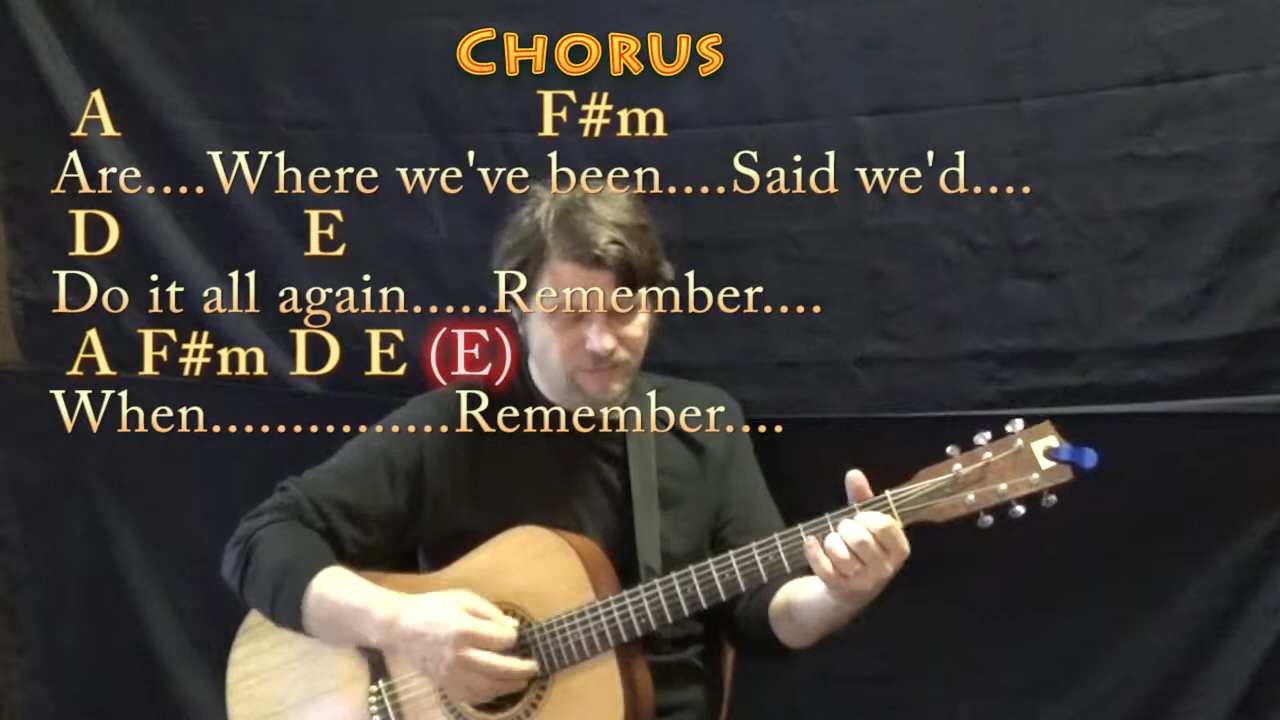 CHORUS
A F#m
Are....Where we've been....Said we'd....
D E
Do it all again.....Remember....
A F#m D E (E)
When...............Remember....